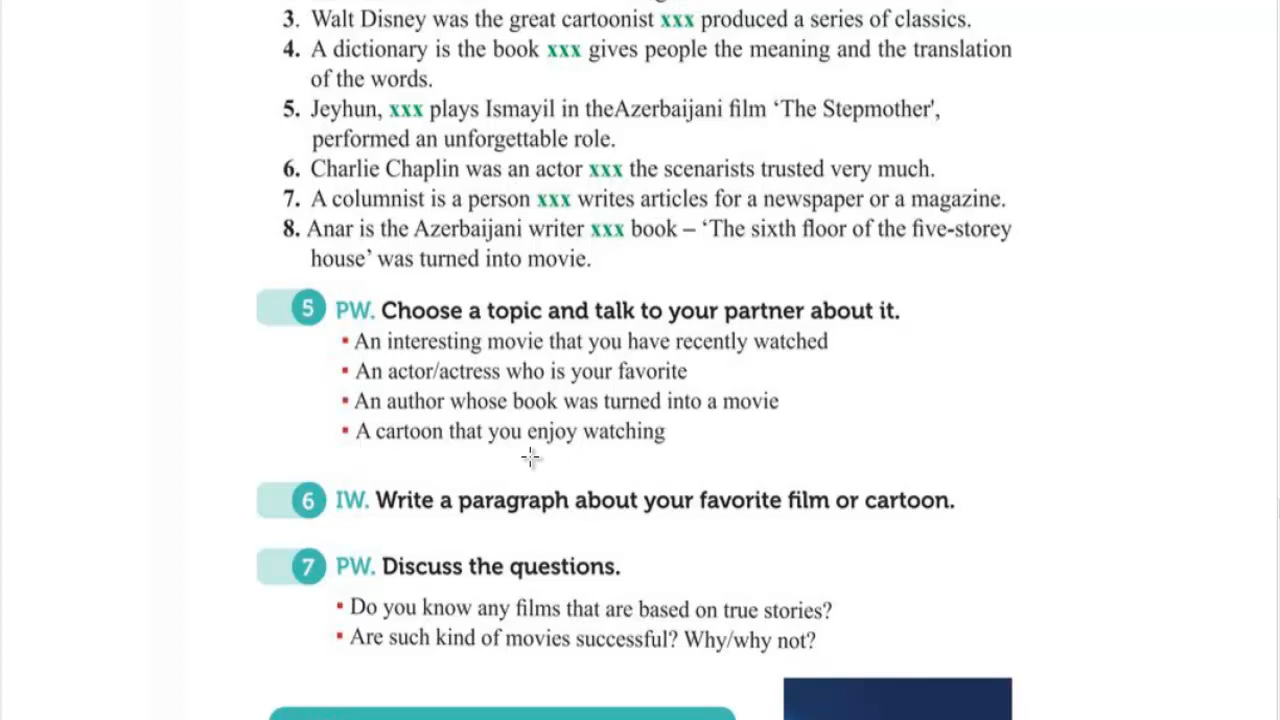 3. Walt Disney was the great cartoonist xxx produced a series of classics.
4. A dictionary is the book xxx gives people the meaning and the translation
of the words.
5. Jeyhun, xxx plays Ismayil in theAzerbaijani film ‘The Stepmother',
performed an unforgettable role.
6. Charlie Chaplin was an actor xxx the scenarists trusted very much.
7. A columnist is a person xxx writes articles for a newspaper or a magazine.
8. Anar is the Azerbaijani writer xxx book – ‘The sixth floor of the five-storey
house’ was turned into movie.
5 PW. Choose a topic and talk to your partner about it.
▪ An interesting movie that you have recently watched
▪ An actor/actress who is your favorite
▪ An author whose book was turned into a movie
▪ A cartoon that you enjoy watching
6 IW. Write a paragraph about your favorite film or cartoon.
7 PW. Discuss the questions.
▪ Do you know any films that are based on true stories?
▪ Are such kind of movies successful? Why/why not?